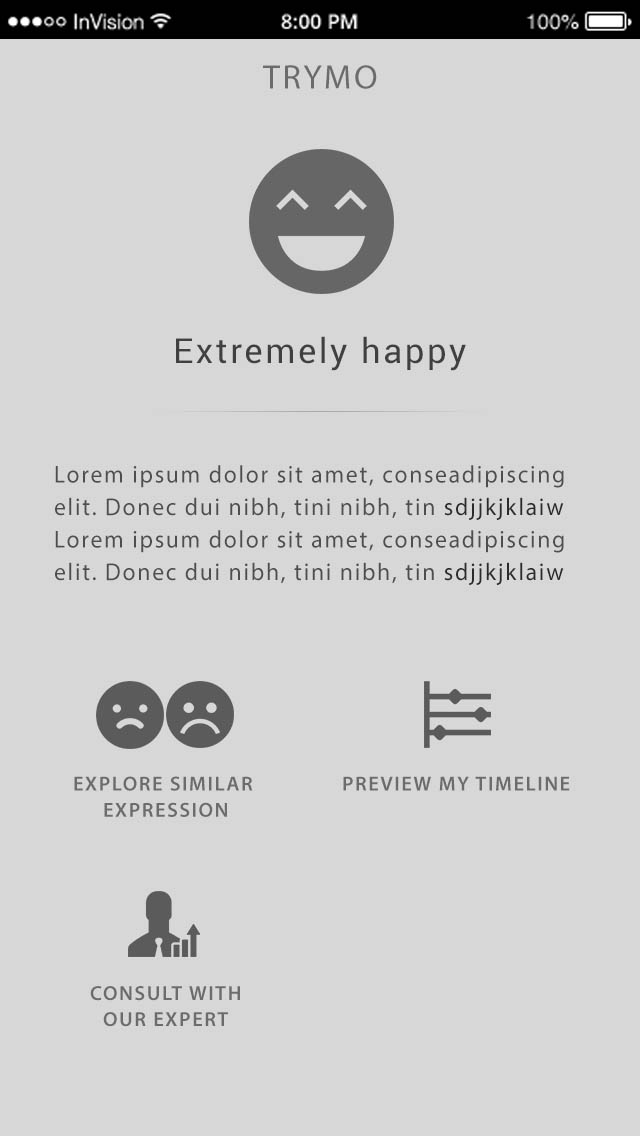 InVision 8:00 PM 100%
TRYMO
Extremely happy
Lorem ipsum dolor sit amet, conseadipiscing
elit. Donec dui nibh, tini nibh, tin sdjjkjklaiw
Lorem ipsum dolor sit amet, conseadipiscing
elit. Donec dui nibh, tini nibh, tin sdjjkjklaiw
EXPLORE SIMILAR
EXPRESSION
PREVIEW MY TIMELINE
CONSULT WITH
OUR EXPERT